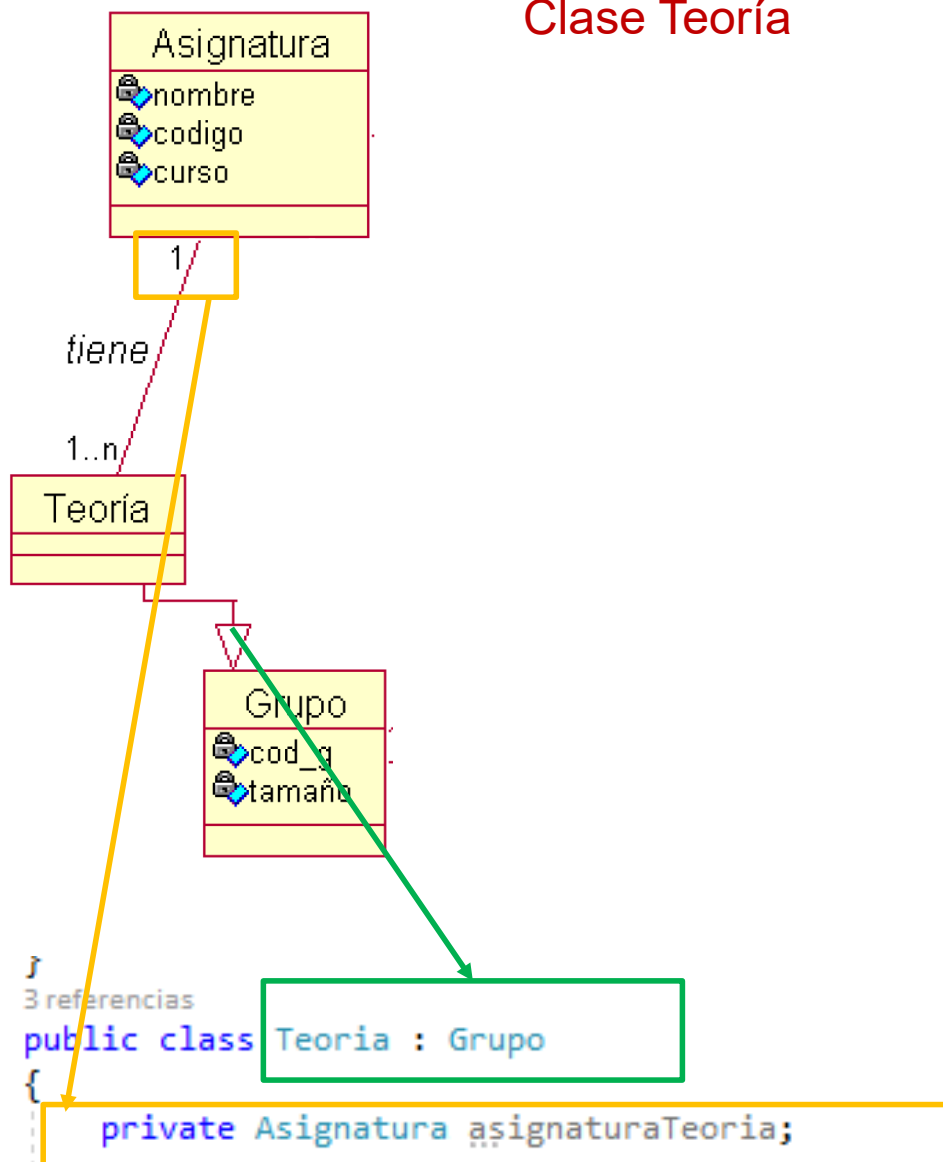 Clase Teoría
Asignatura
nombre
codigo
curso
1
tiene
1..n
Teoría
Grupo
cod_g
tamaño
}
3 referencias
public class Teoria : Grupo
{
private Asignatura asignaturaTeoria;